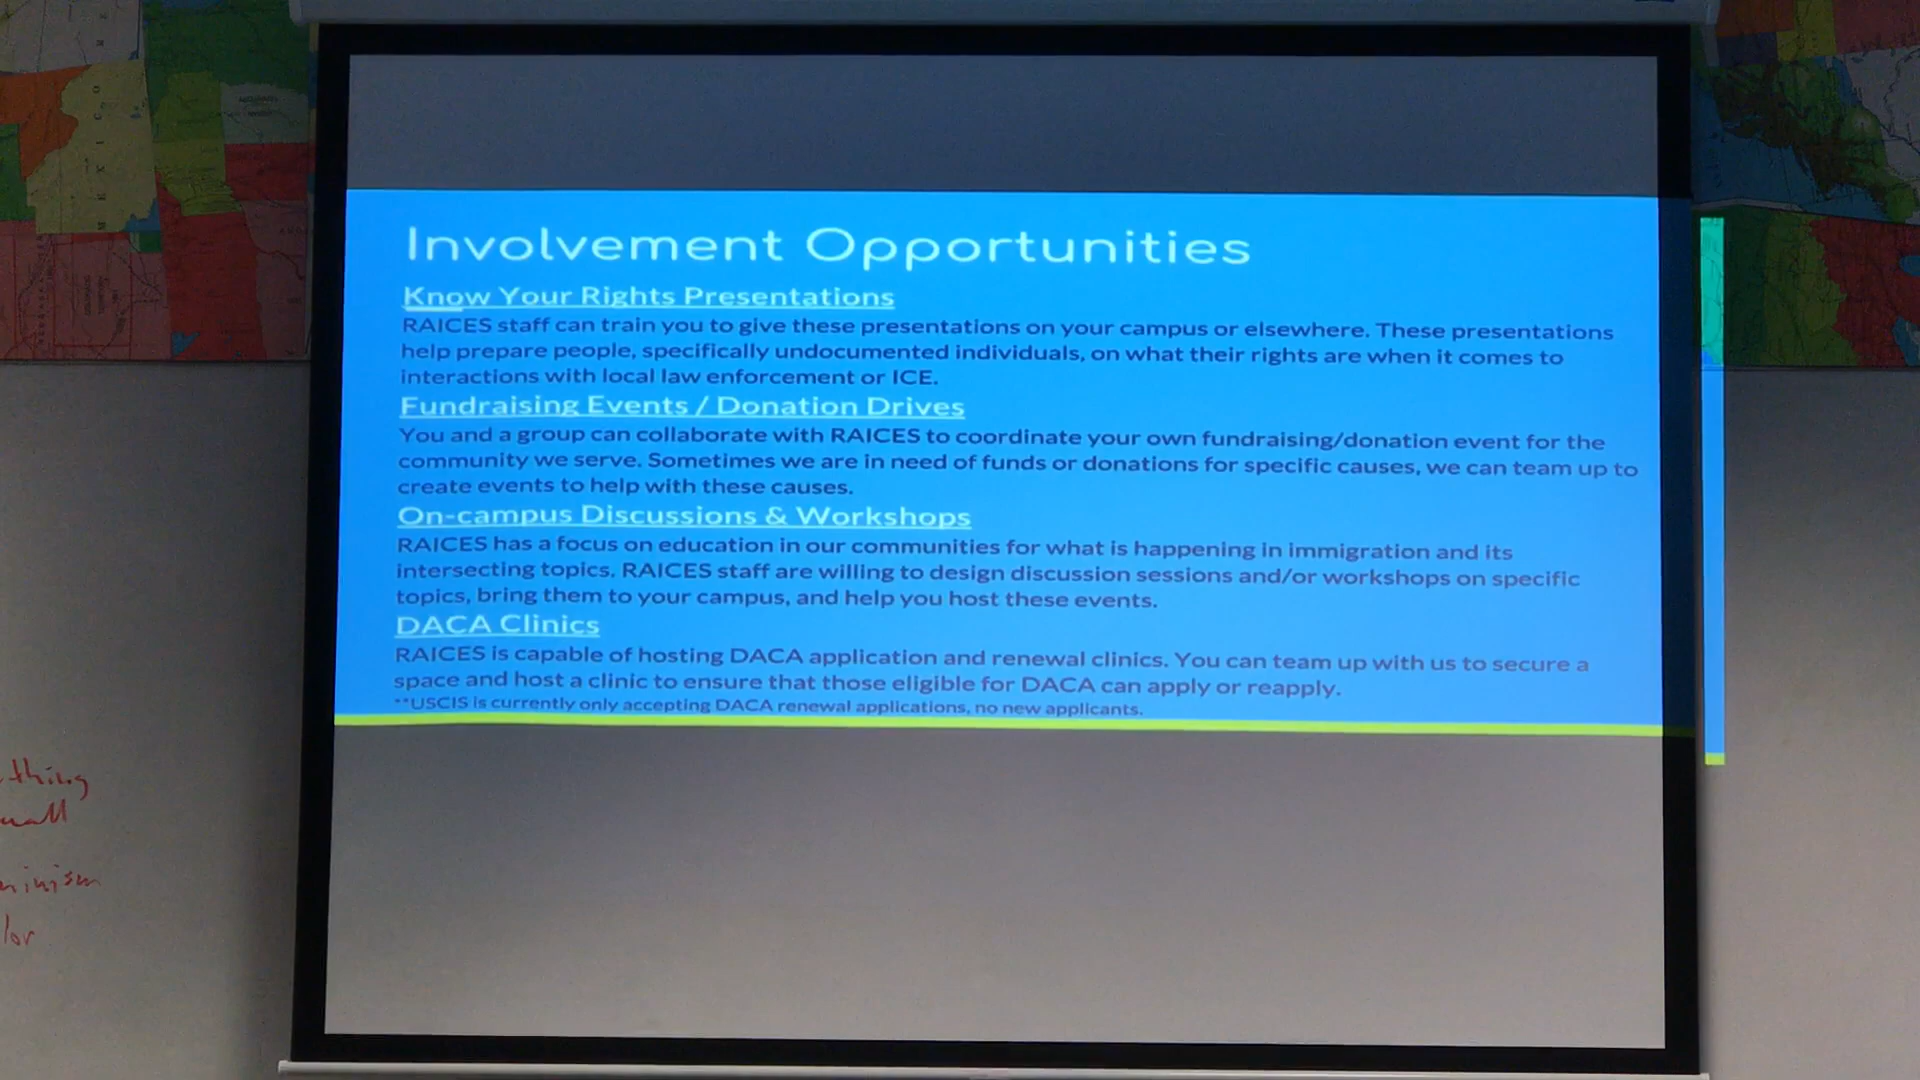 Involvement Opportunities
Know Your Rights Presentations
RAICES staff can train you to give these presentations on your campus or elsewhere. These presentations
help prepare people, specifically undocumented individuals, on what their rights are when it comes to
interactions with local law enforcement or ICE.
Fundraising Events / Donation Drives
You and a group can collaborate with RAICES to coordinate your own fundraising/donation event for the
community we serve. Sometimes we are in need of funds or donations for specific causes, we can team up to
create events to help with these causes.
On-campus Discussions & Workshops
RAICES has a focus on education in our communities for what is happening in immigration and its
intersecting topics. RAICES staff are willing to design discussion sessions and/or workshops on specific
topics, bring them to your campus, and help you host these events.
DACA Clinics
RAICES is capable of hosting DACA application and renewal clinics. You can team up with us to secure a
space and host a clinic to ensure that those eligible for DACA can apply or reapply.
**USCIS is currently only accepting DACA renewal applications, no new applicants.
thing